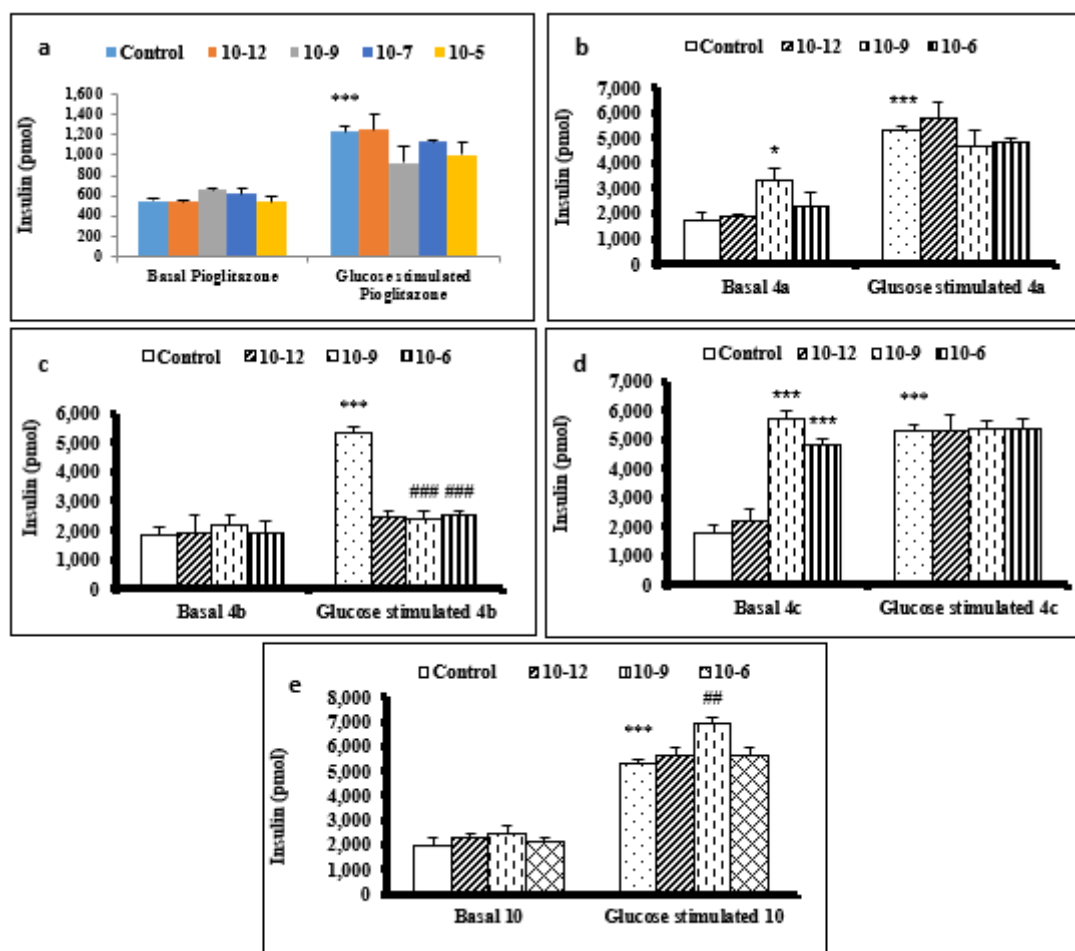 a
Control 10-12 10-9 10-7 10-5
***
Insulin (pmol)
1,600
1,400
1,200
1,000
800
600
400
200
0
Basal Pioglitazone
Glucose stimulated
Pioglitazone
b
Control 10-12 10-9 10-6
Insulin (pmol)
7,000
6,000
5,000
4,000
3,000
2,000
1,000
0
*
***
Basal 4a
Glusose stimulated 4a
c
Control 10-12 10-9 10-6
Insulin (pmol)
6,000
5,000
4,000
3,000
2,000
1,000
0
***
### ###
Basal 4b
Glucose stimulated 4b
d
Control 10-12 10-9 10-6
Insulin (pmol)
7,000
6,000
5,000
4,000
3,000
2,000
1,000
0
***
***
***
Basal 4c
Glucose stimulated 4c
e
Control 10-12 10-9 10-6
Insulin (pmol)
8,000
7,000
6,000
5,000
4,000
3,000
2,000
1,000
0
***
##
Basal 10
Glucose stimulated 10